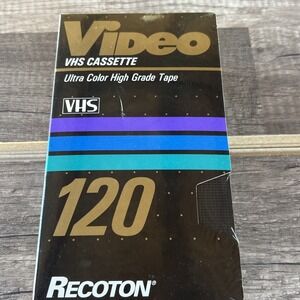 Video
VHS CASSETTE
Ultra Color High Grade Tape
VHS
120
RECOTON®